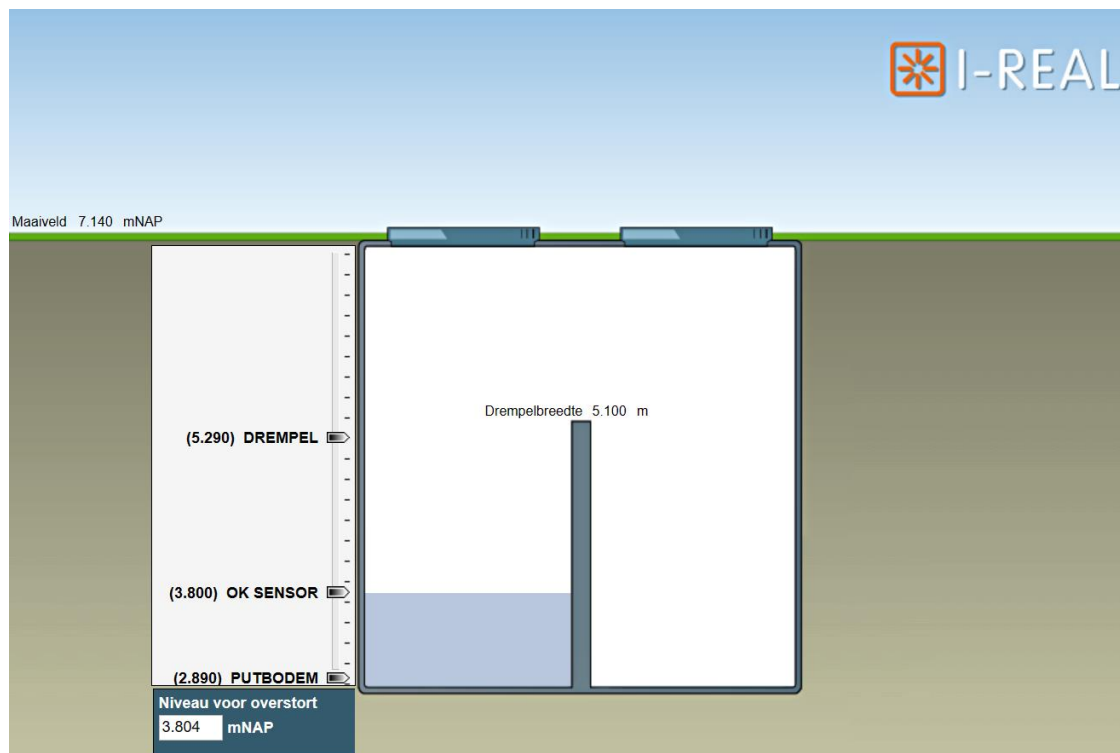 I-REAL
Maaiveld 7.140 mNAP
Drempelbreedte 5.100 m
(5.290) DREMPEL
(3.800) OK SENSOR
(2.890) PUTBODEM
Niveau voor overstort
3.804 mNAP